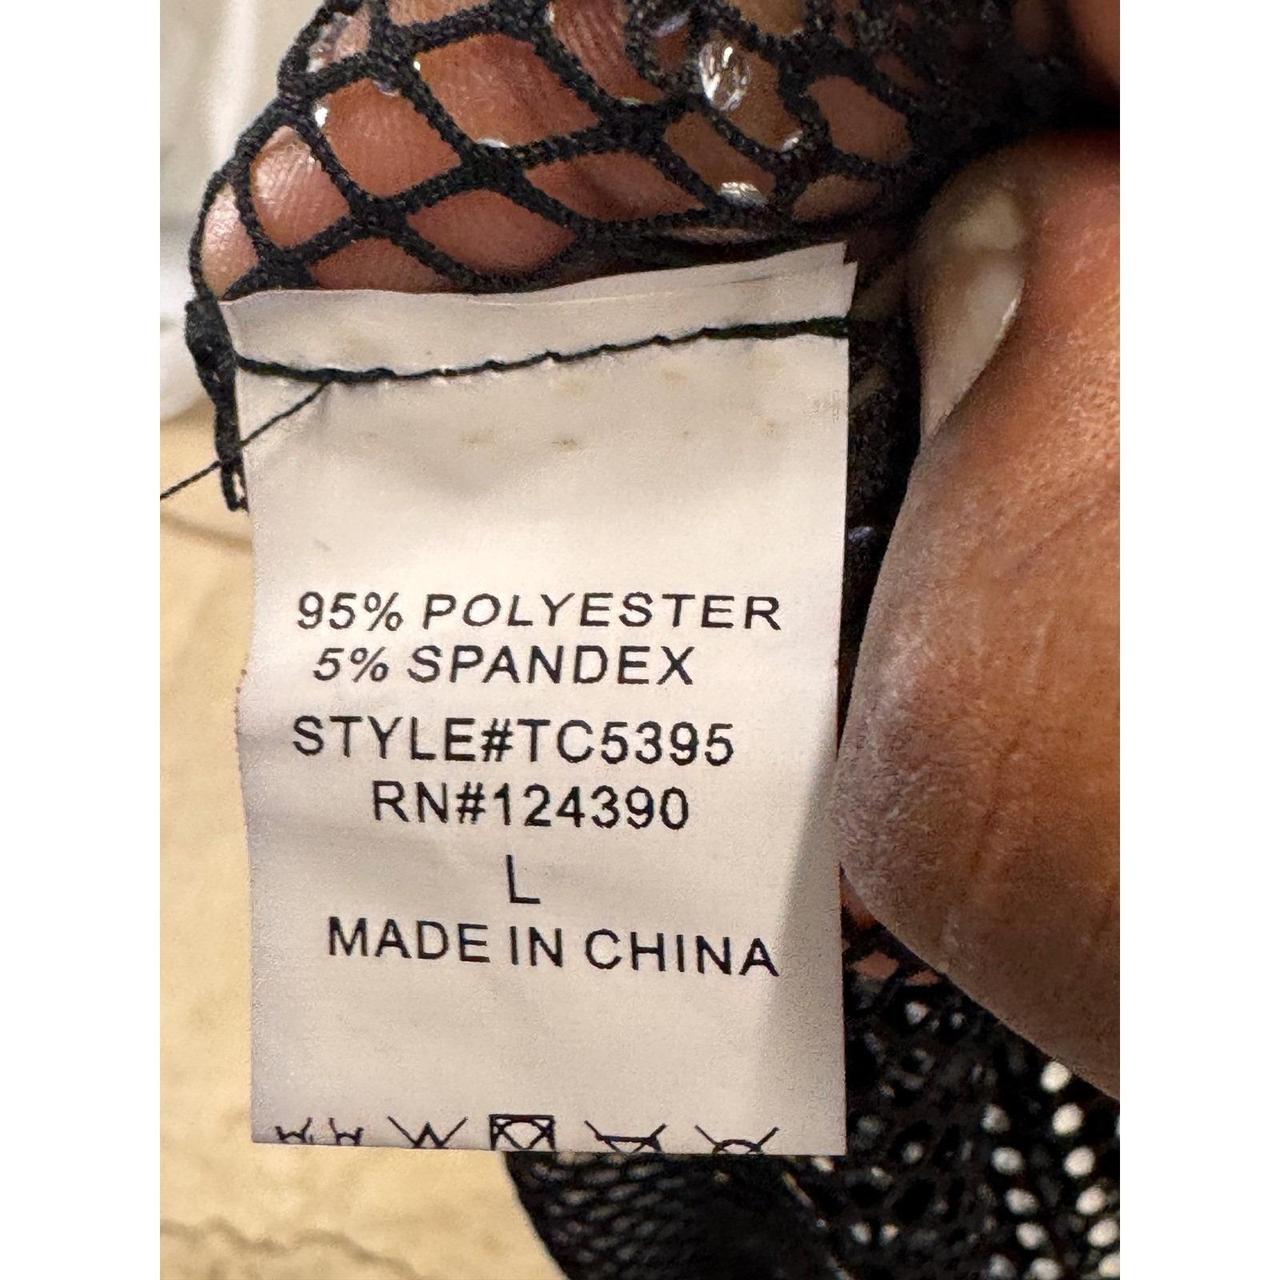 95% POLYESTER
5% SPANDEX
STYLE#TC5395
RN#124390
L
MADE IN CHINA